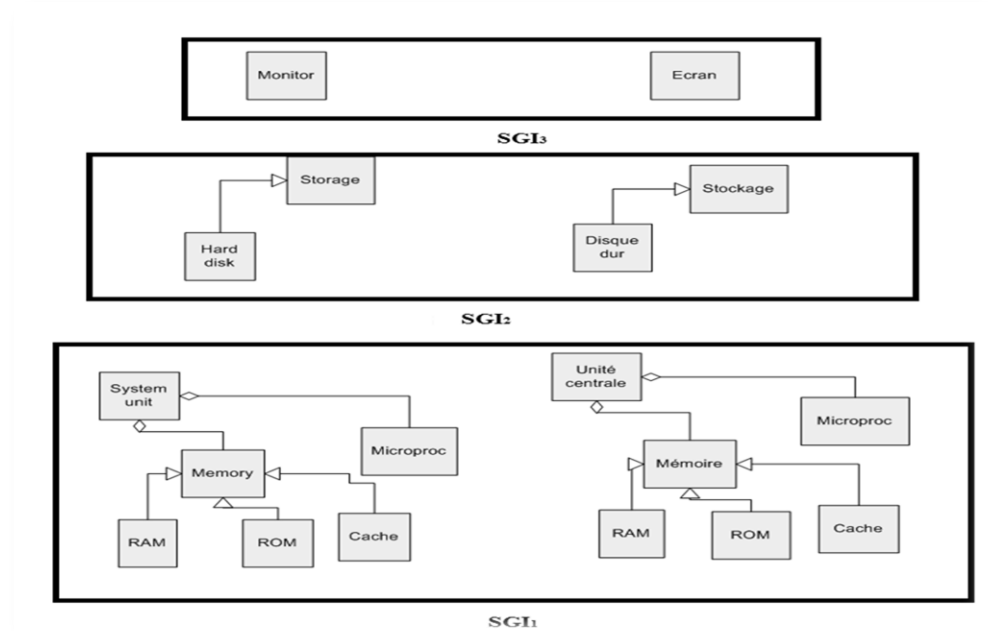 Monitor
Ecran
SGI₃
Storage
Stockage
Hard
disk
Disque
dur
SGI₂
System
unit
Unité
centrale
Microproc
Microproc
Memory
Mémoire
RAM
ROM
Cache
RAM
ROM
Cache
SGI₁